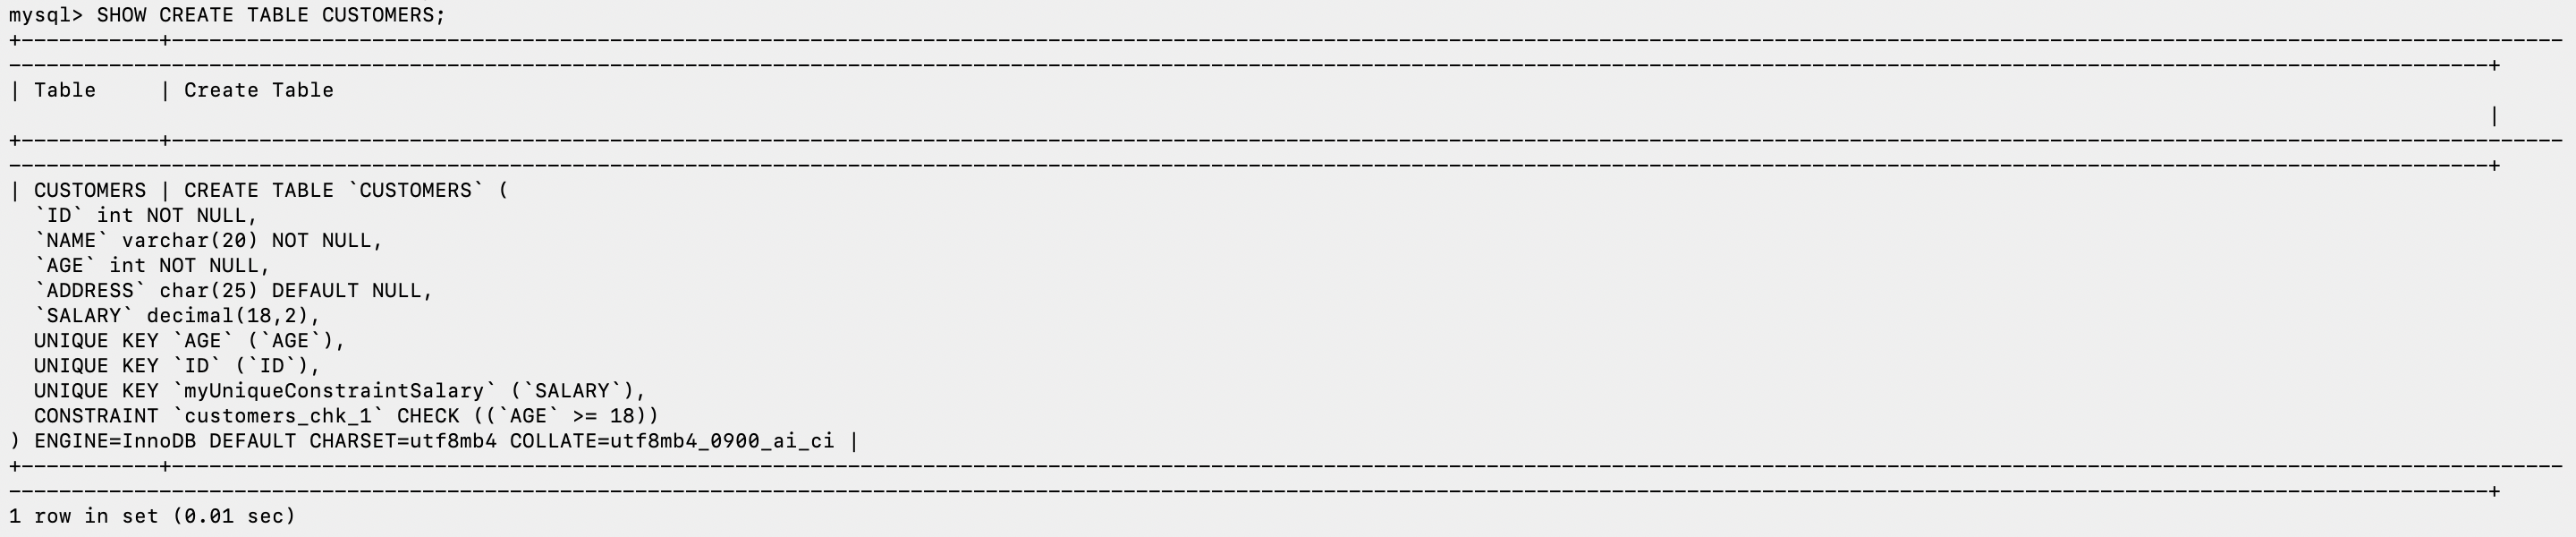 mysql> SHOW CREATE TABLE CUSTOMERS;
| Table | Create Table
|
| CUSTOMERS | CREATE TABLE `CUSTOMERS` (
`ID` int NOT NULL,
`NAME` varchar(20) NOT NULL,
`AGE` int NOT NULL,
`ADDRESS` char(25) DEFAULT NULL,
`SALARY` decimal(18,2),
UNIQUE KEY `AGE` (`AGE`),
UNIQUE KEY `ID` (`ID`),
UNIQUE KEY `myUniqueConstraintSalary` (`SALARY`),
CONSTRAINT `customers_chk_1` CHECK ((`AGE` >= 18))
) ENGINE=InnoDB DEFAULT CHARSET=utf8mb4 COLLATE=utf8mb4_0900_ai_ci |
1 row in set (0.01 sec)